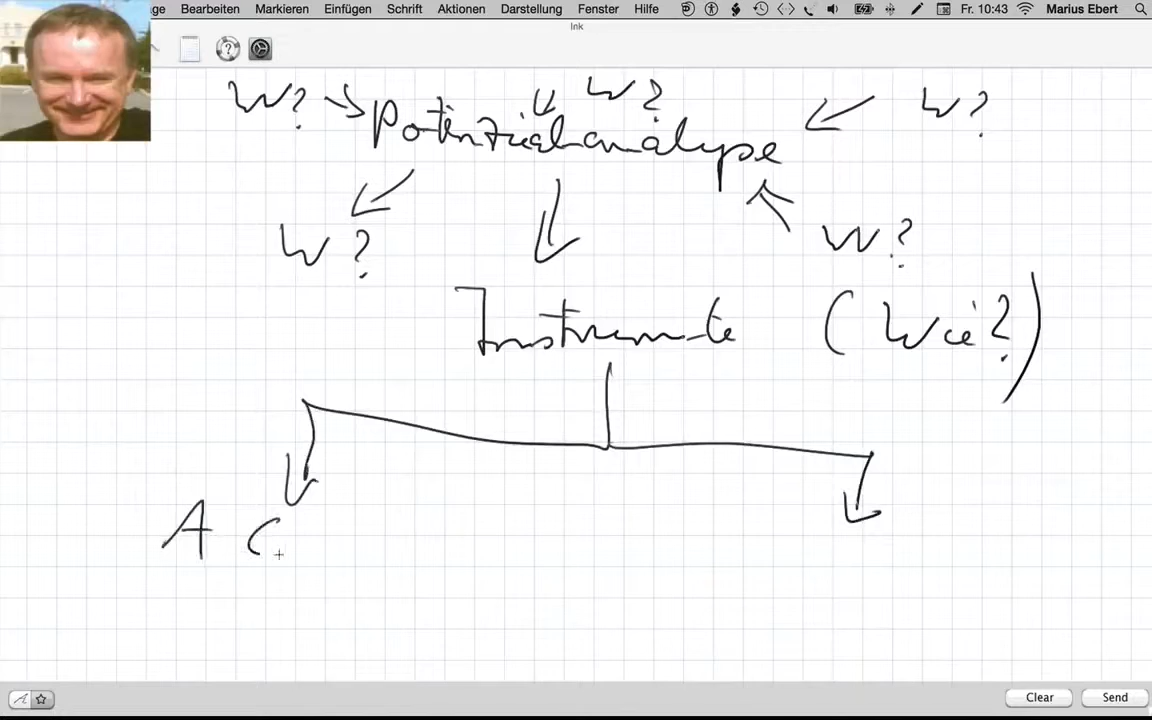 age Bearbeiten Markieren Einfügen Schrift Aktionen Darstellung Fenster Hilfe Fr. 10:43 Marius Ebert
Ink
W? W? W?
Potentialanalyse
W? W?
Instrumente (Wie?)
A C
Clear Send